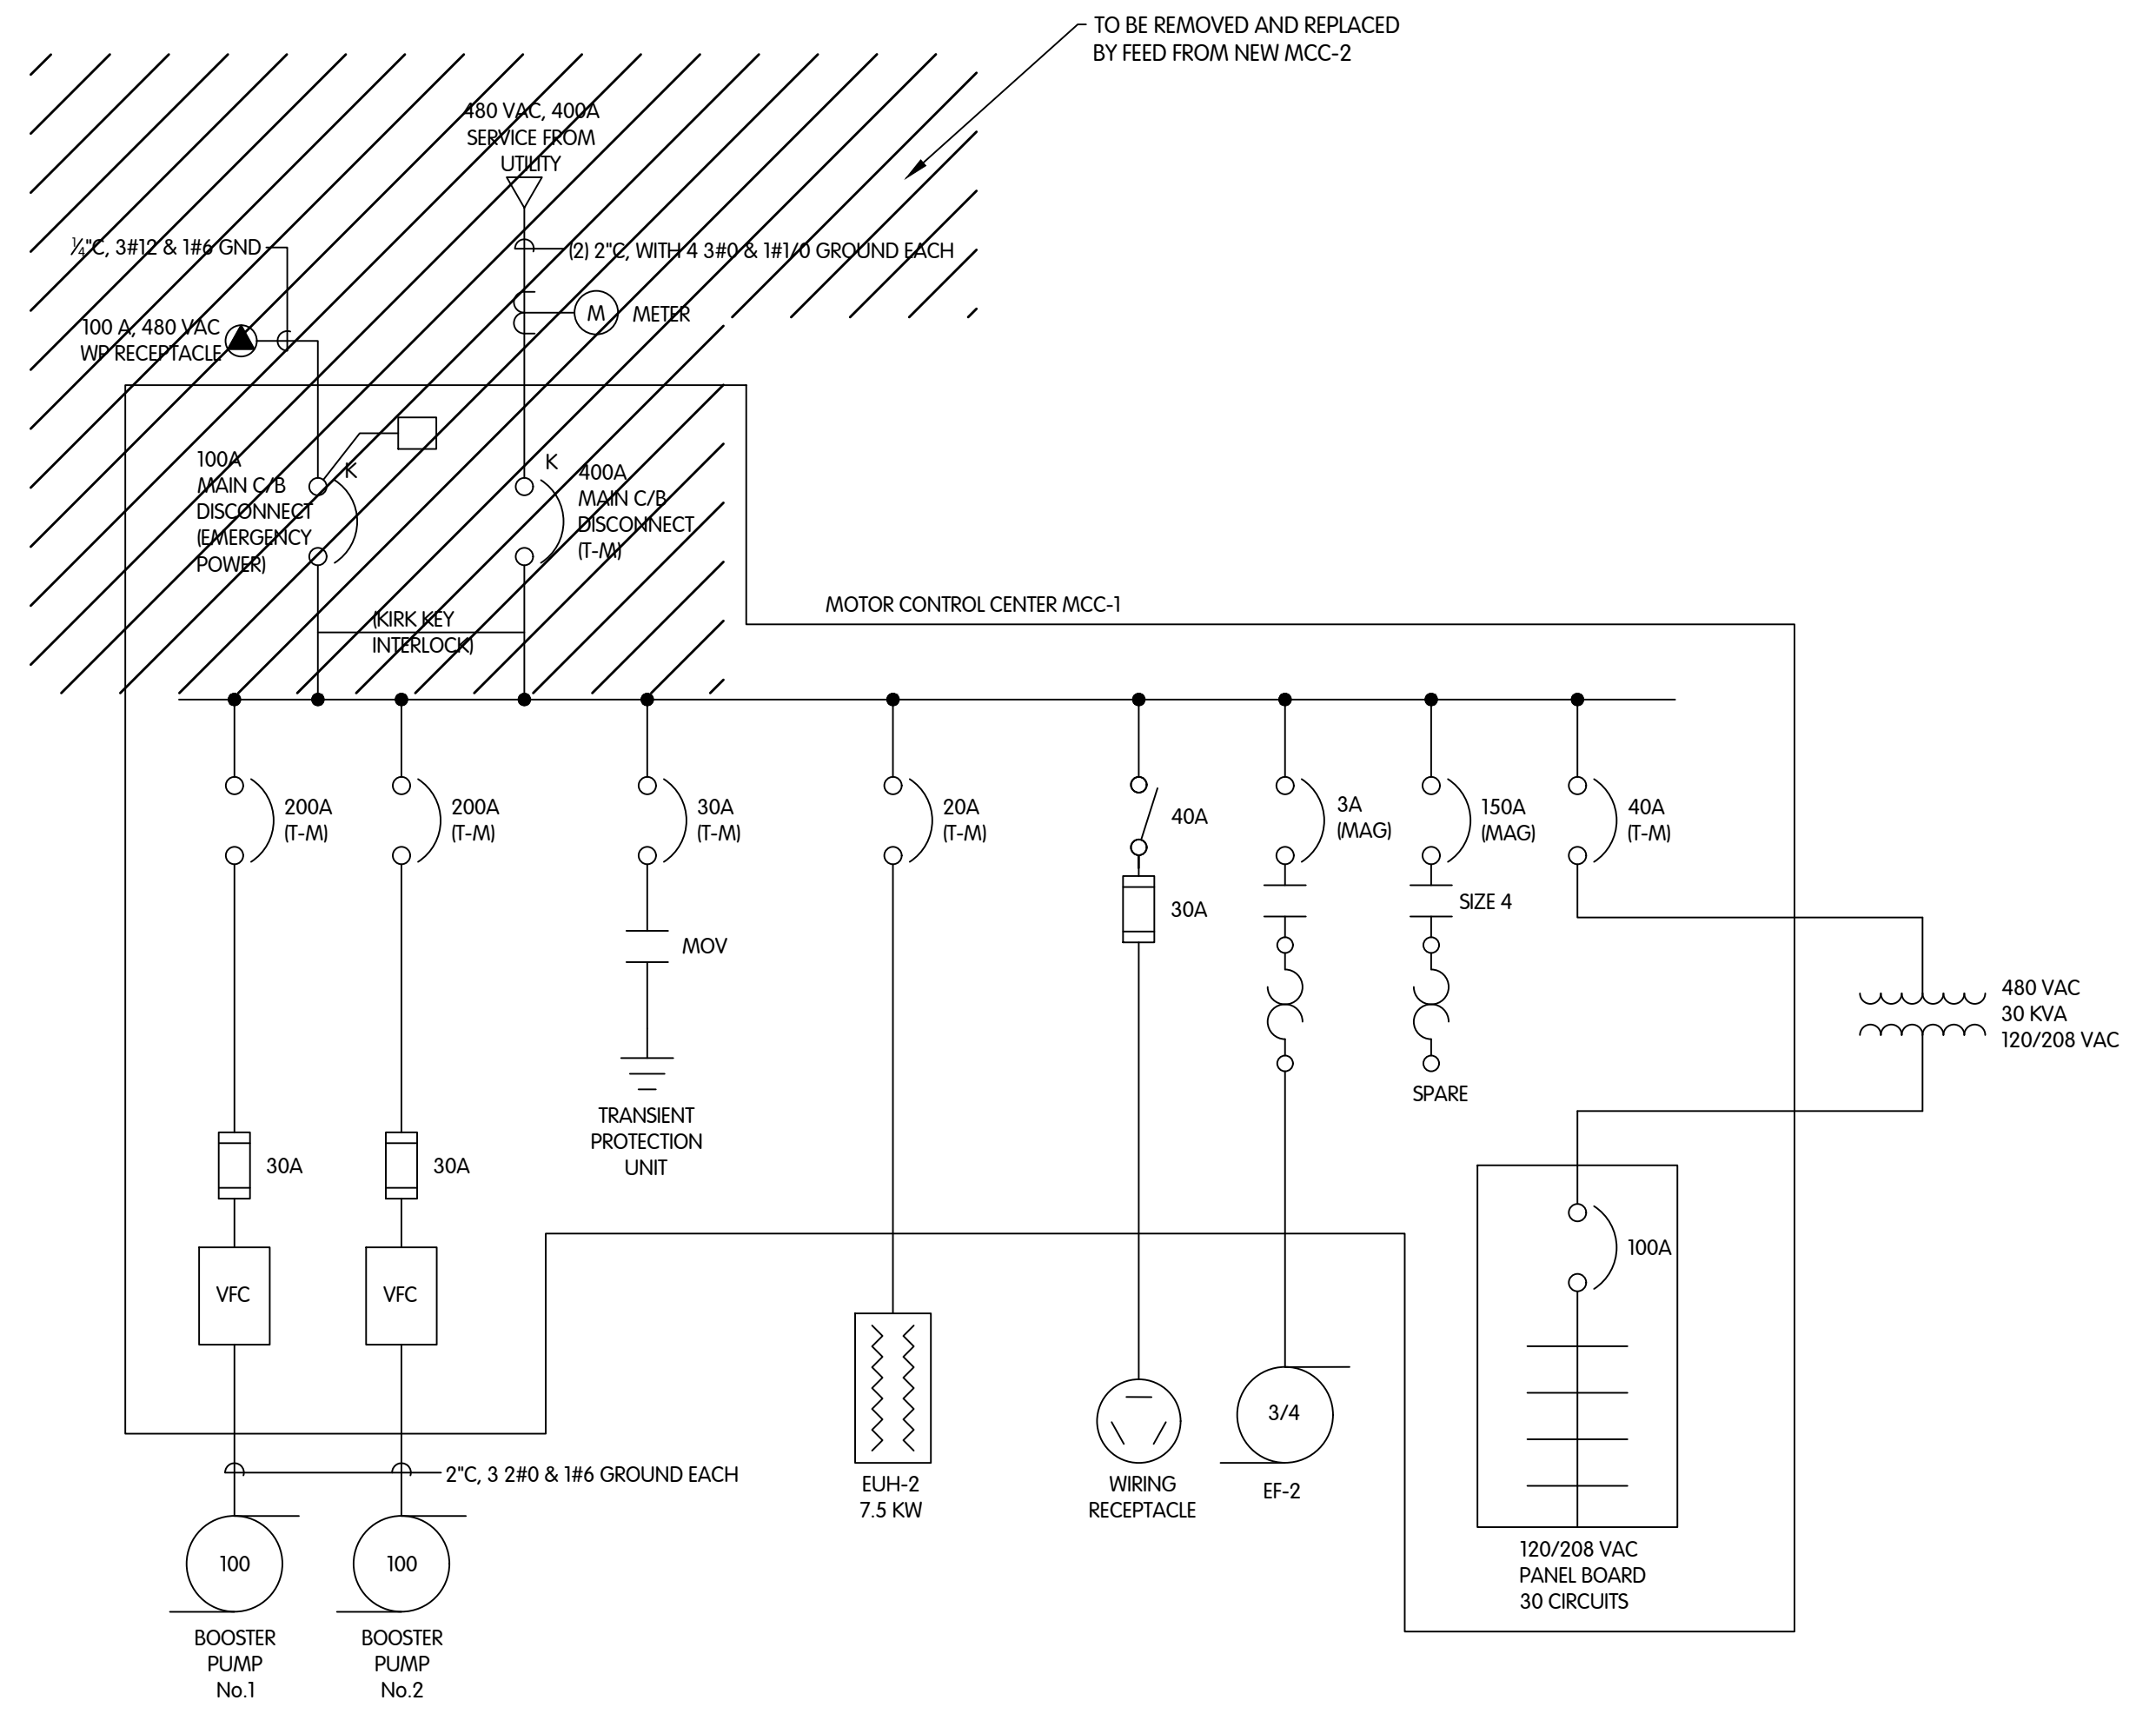 TO BE REMOVED AND REPLACED
BY FEED FROM NEW MCC-2
480 VAC, 400A
SERVICE FROM
UTILITY
¼"C, 3#12 & 1#6 GND
(2) 2"C, WITH 4 3#0 & 1#1/0 GROUND EACH
M
METER
100 A, 480 VAC
WP RECEPTACLE
K
100A
MAIN C/B
DISCONNECT
(EMERGENCY
POWER)
K
400A
MAIN C/B
DISCONNECT
(T-M)
(KIRK KEY
INTERLOCK)
MOTOR CONTROL CENTER MCC-1
200A
(T-M)
200A
(T-M)
30A
(T-M)
20A
(T-M)
40A
3A
(MAG)
150A
(MAG)
40A
(T-M)
30A
SIZE 4
MOV
480 VAC
30 KVA
120/208 VAC
SPARE
TRANSIENT
PROTECTION
UNIT
30A
30A
100A
VFC
VFC
3/4
2"C, 3 2#0 & 1#6 GROUND EACH
EUH-2
7.5 KW
WIRING
RECEPTACLE
EF-2
100
100
120/208 VAC
PANEL BOARD
30 CIRCUITS
BOOSTER
PUMP
No.1
BOOSTER
PUMP
No.2